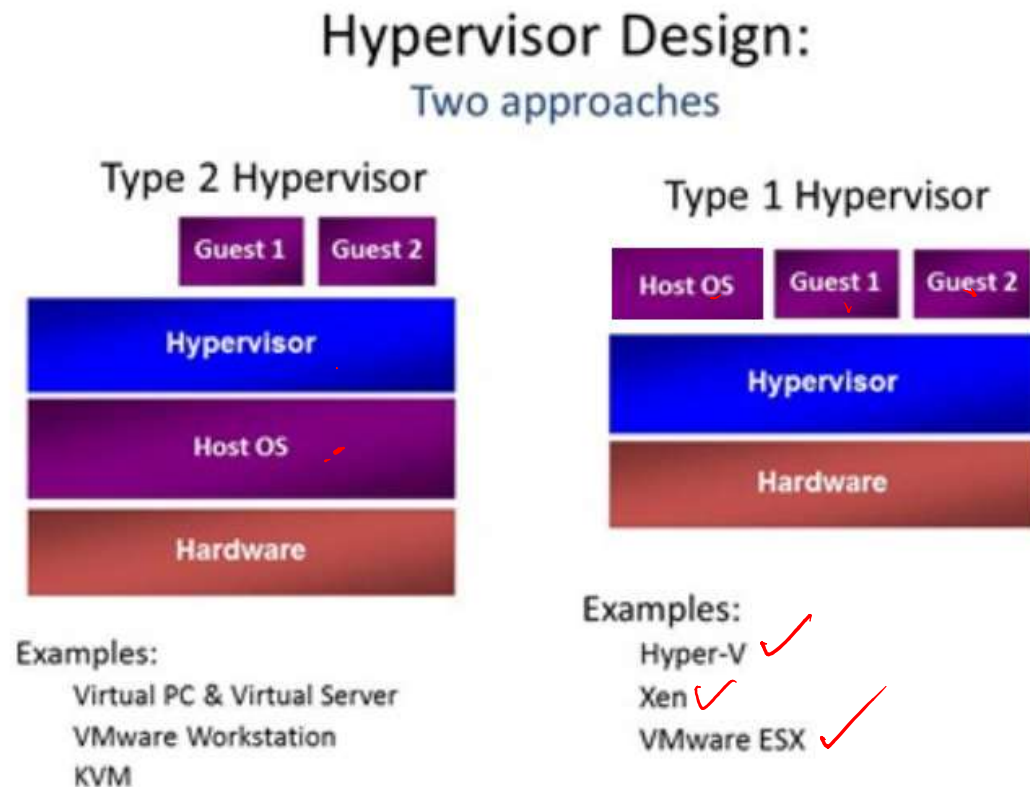 Hypervisor Design:
Two approaches
Type 2 Hypervisor
Guest 1
Guest 2
Hypervisor
Host OS
Hardware
Examples:
Virtual PC & Virtual Server
VMware Workstation
KVM
Type 1 Hypervisor
Host OS
Guest 1
Guest 2
Hypervisor
Hardware
Examples:
Hyper-V
Xen
VMware ESX